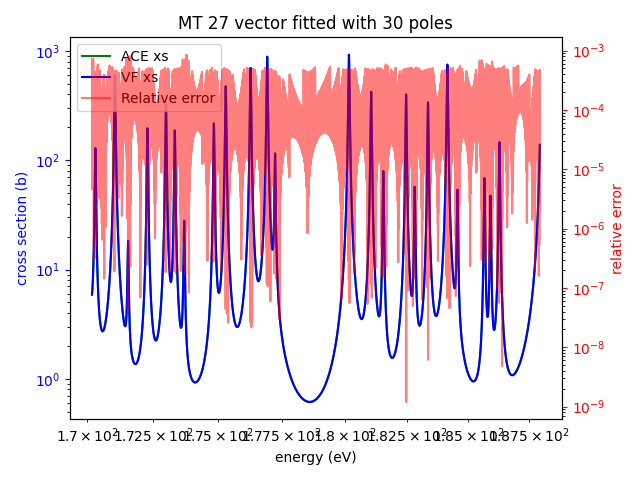 MT 27 vector fitted with 30 poles
ACE xs
VF xs
Relative error
cross section (b)
10³
10²
10¹
10⁰
relative error
10⁻³
10⁻⁴
10⁻⁵
10⁻⁶
10⁻⁷
10⁻⁸
10⁻⁹
1.7 × 10² 1.725 × 10² 1.75 × 10² 1.775 × 10² 1.8 × 10² 1.825 × 10² 1.85 × 10² 1.875 × 10²
energy (eV)